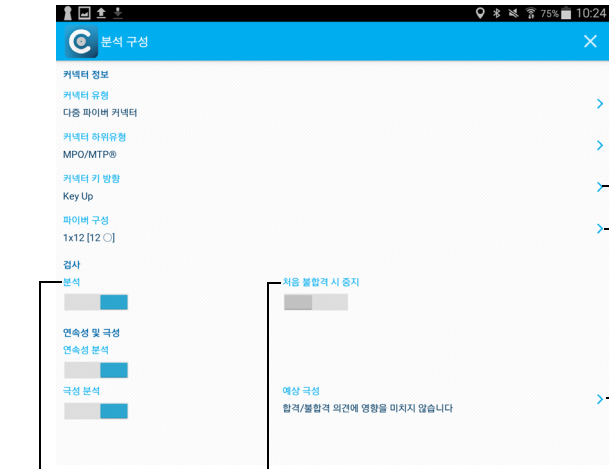 75% 10:24
분석 구성
커넥터 정보
커넥터 유형
다중 파이버 커넥터
커넥터 하위유형
MPO/MTP®
커넥터 키 방향
Key Up
파이버 구성
1x12 [12 ○]
검사
분석
처음 불합격 시 중지
연속성 및 극성
연속성 분석
극성 분석
예상 극성
합격/불합격 의견에 영향을 미치지 않습니다